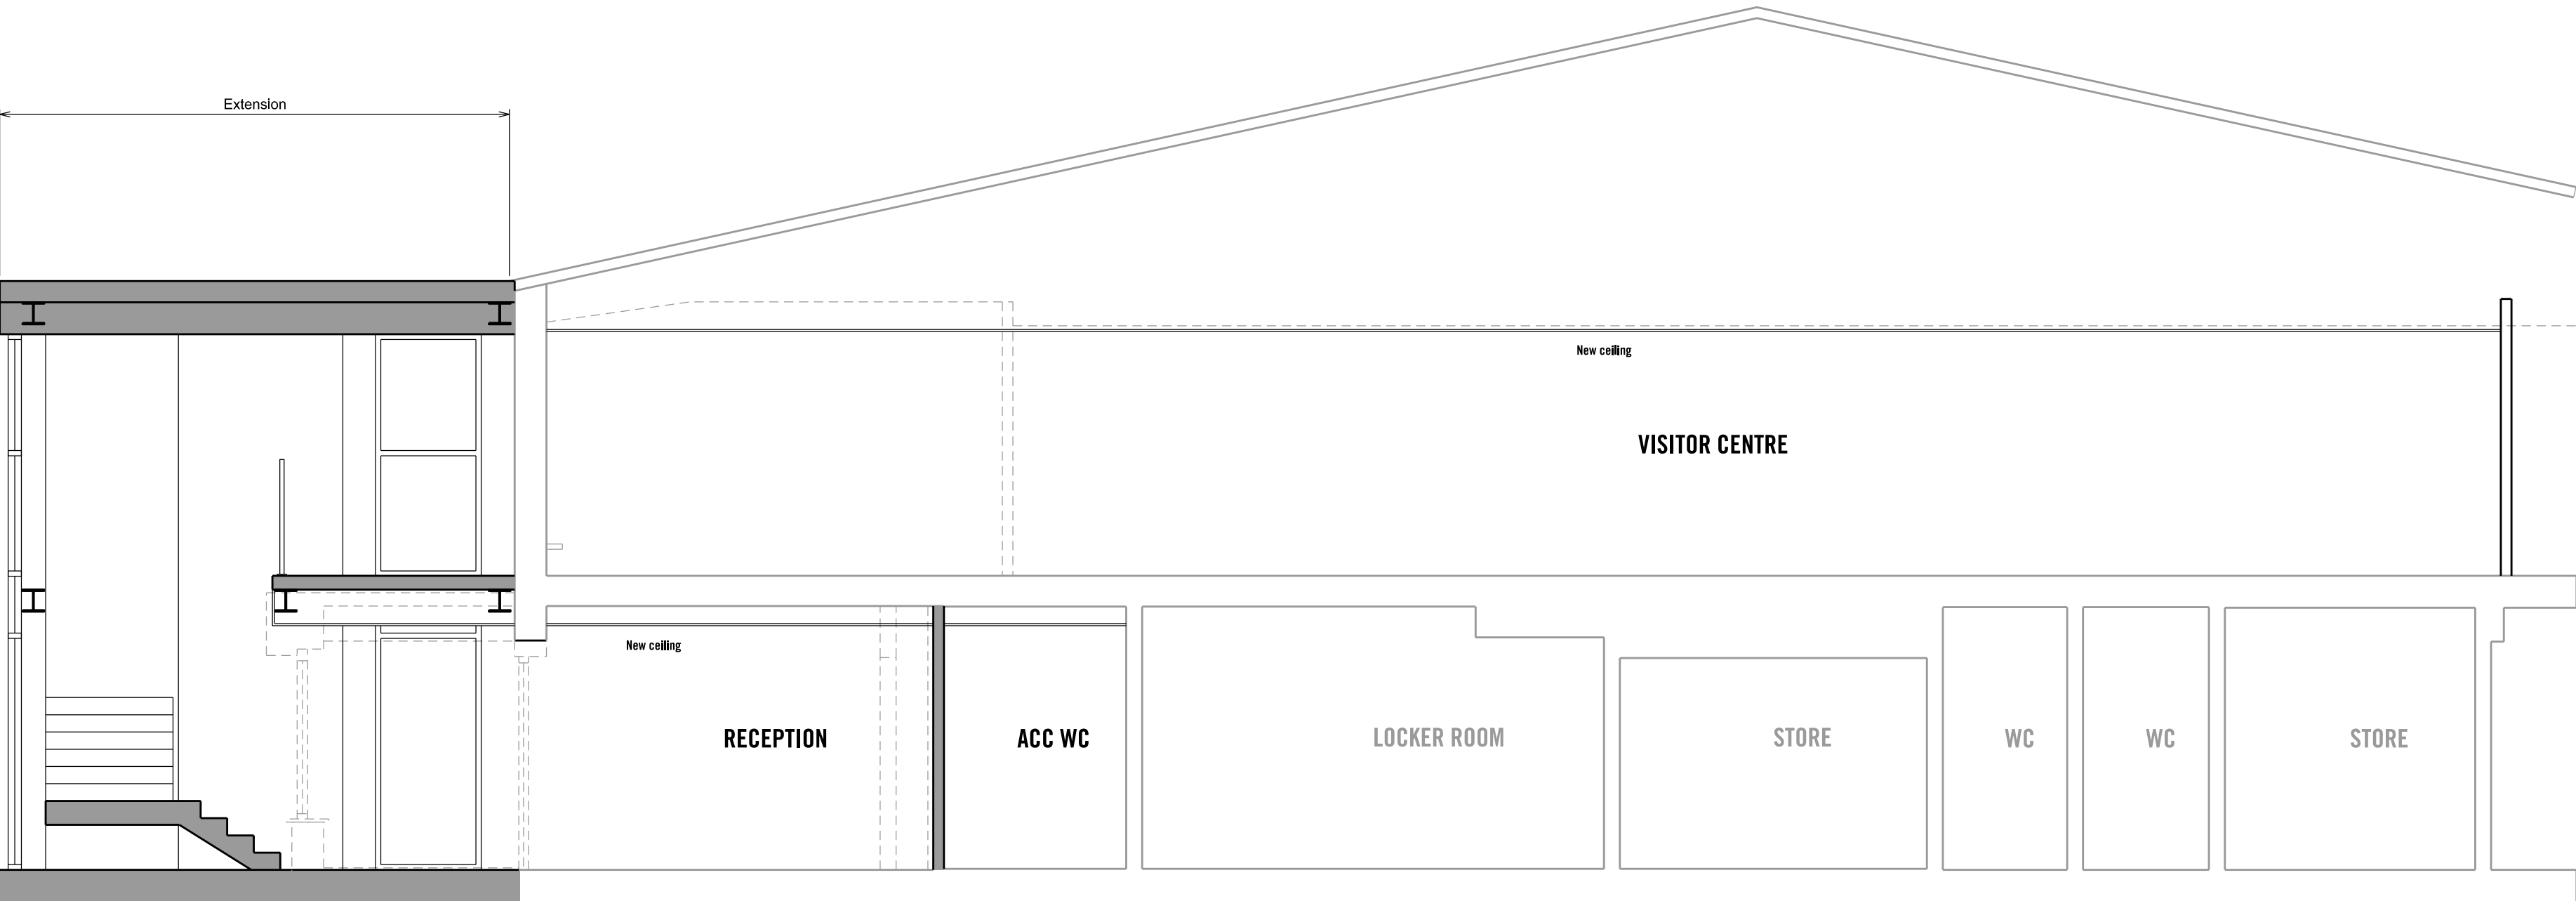 Extension
New ceiling
VISITOR CENTRE
New ceiling
RECEPTION
ACC WC
LOCKER ROOM
STORE
WC
WC
STORE